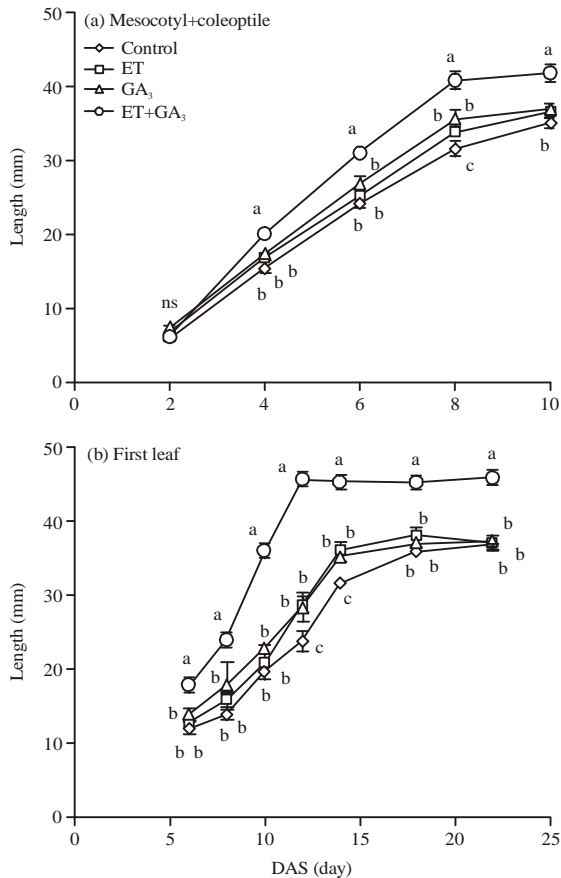 (a) Mesocotyl+coleoptile
Control
ET
GA₃
ET+GA₃
Length (mm)
50
40
30
20
10
0
ns
a
b
b
b
a
b
b
b
a
b
b
c
a
b
0
2
4
6
8
10
(b) First leaf
Length (mm)
50
40
30
20
10
0
a
b
b
b
a
b
b
b
a
b
b
b
a
b
b
c
a
b
b
c
a
b
b
b
a
b
b
b
0
5
10
15
20
25
DAS (day)